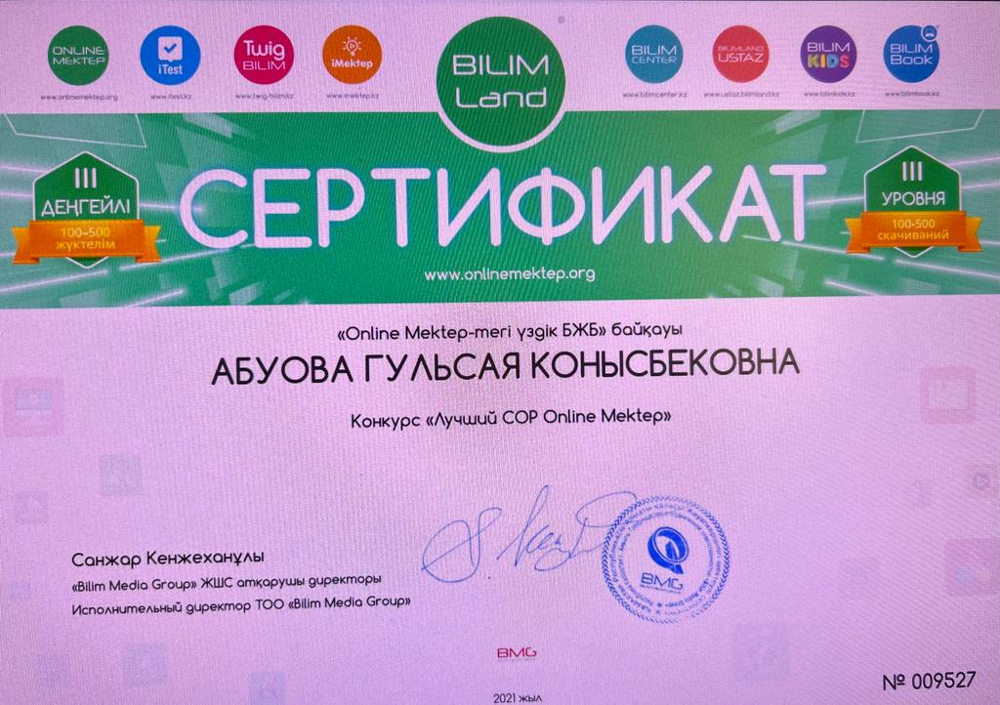 ONLINE
MEKTEP
www.onlinemektep.org
iTest
www.itest.kz
Twig
BILIM
www.twig-bilim.kz
iMektep
www.imektep.kz
BILIM
Land
®
BILIM
CENTER
www.bilimcenter.kz
BILIMLAND
USTAZ
www.ustaz.bilimland.kz
BILIM
KIDS
www.bilimkids.kz
BILIM
Book
www.bilimbook.kz
III
ДЕҢГЕЙЛІ
100–500
жүктелім
СЕРТИФИКАТ
III
УРОВНЯ
100-500
скачиваний
www.onlinemektep.org
«Online Mektep-тегі үздік БЖБ» байқауы
АБУОВА ГУЛЬСАЯ КОНЫСБЕКОВНА
Конкурс «Лучший СОР Online Mektep»
Санжар Кенжеханұлы
«Bilim Media Group» ЖШС атқарушы директоры
Исполнительный директор ТОО «Bilim Media Group»
BMG
BMG
2021 жыл
№ 009527